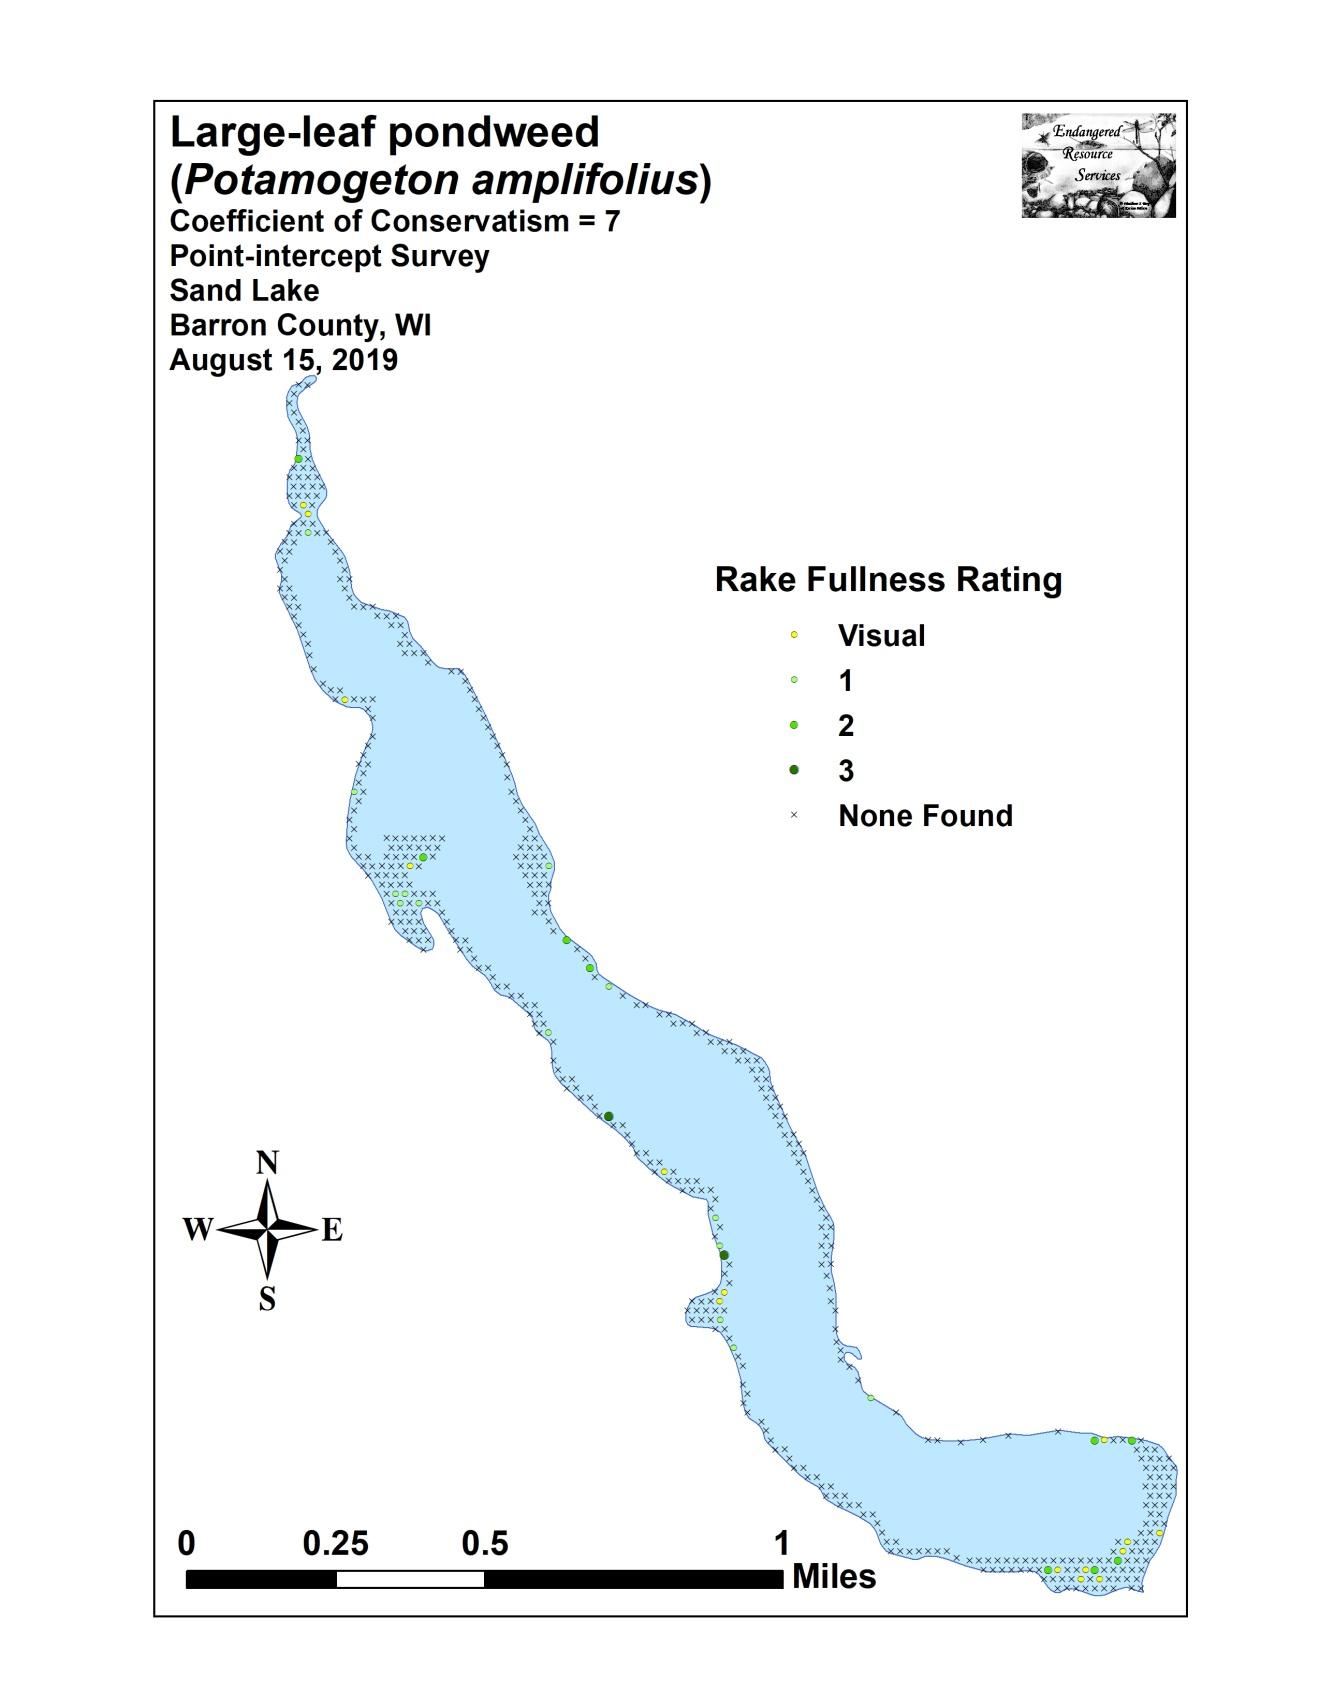 Large-leaf pondweed
(Potamogeton amplifolius)
Coefficient of Conservatism = 7
Point-intercept Survey
Sand Lake
Barron County, WI
August 15, 2019
Endangered
Resource
Services
Rake Fullness Rating
Visual
1
2
3
None Found
N
W E
S
0 0.25 0.5 1
Miles